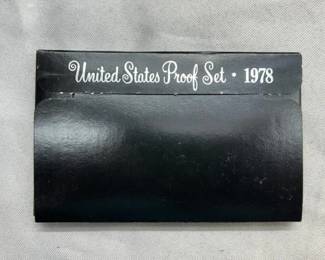 United States Proof Set · 1978